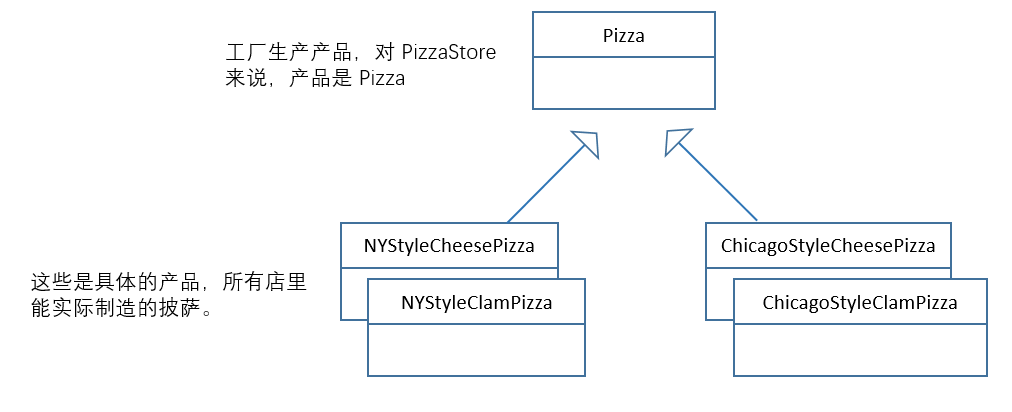 Pizza
工厂生产产品，对 PizzaStore
来说，产品是 Pizza
NYStyleCheesePizza
ChicagoStyleCheesePizza
这些是具体的产品，所有店里
能实际制造的披萨。
NYStyleClamPizza
ChicagoStyleClamPizza